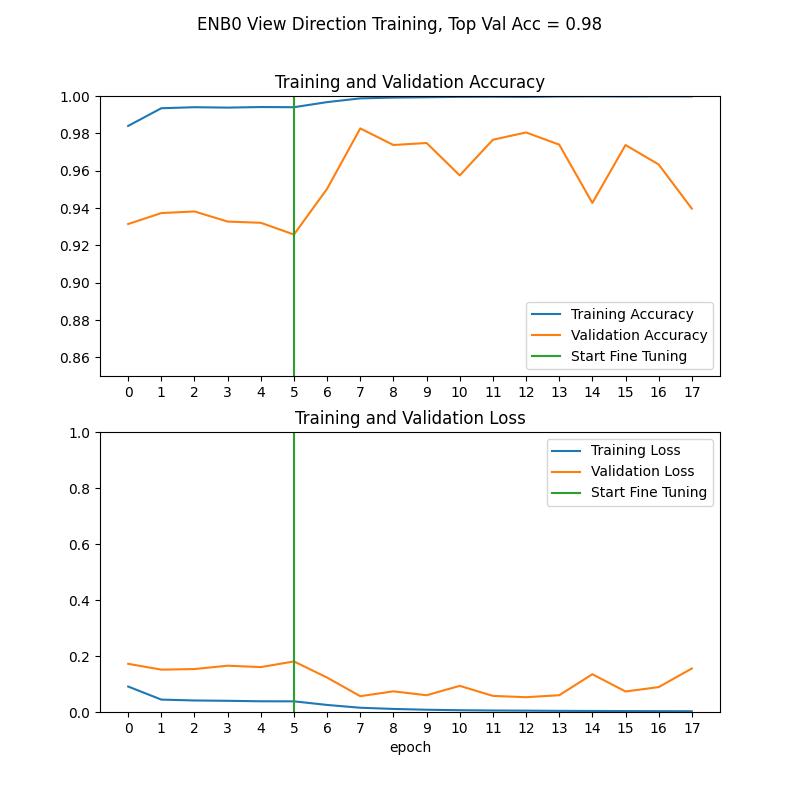 ENB0 View Direction Training, Top Val Acc = 0.98
Training and Validation Accuracy
1.00
0.98
0.96
0.94
0.92
0.90
0.88
0.86
Training Accuracy
Validation Accuracy
Start Fine Tuning
0 1 2 3 4 5 6 7 8 9 10 11 12 13 14 15 16 17
Training and Validation Loss
1.0
0.8
0.6
0.4
0.2
0.0
Training Loss
Validation Loss
Start Fine Tuning
0 1 2 3 4 5 6 7 8 9 10 11 12 13 14 15 16 17
epoch